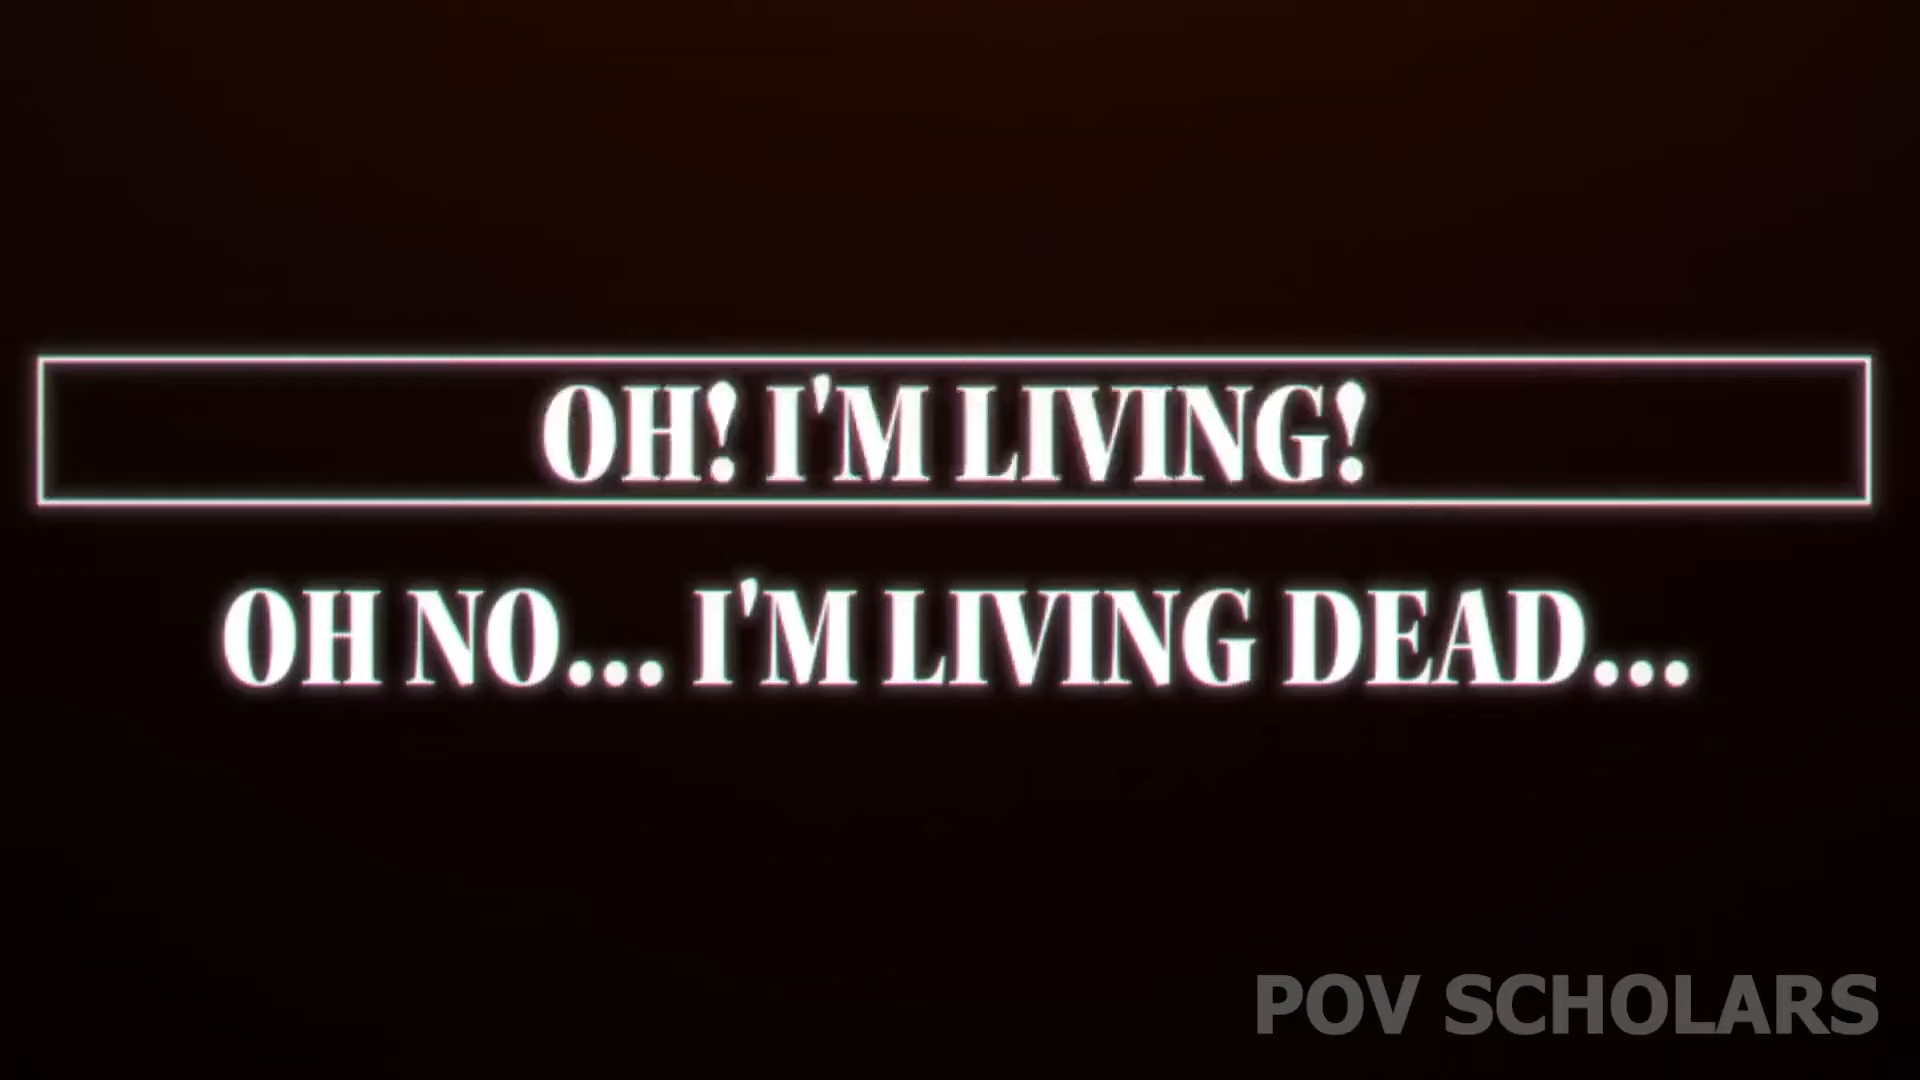 OH! I'M LIVING!
OH NO... I'M LIVING DEAD...
POV SCHOLARS